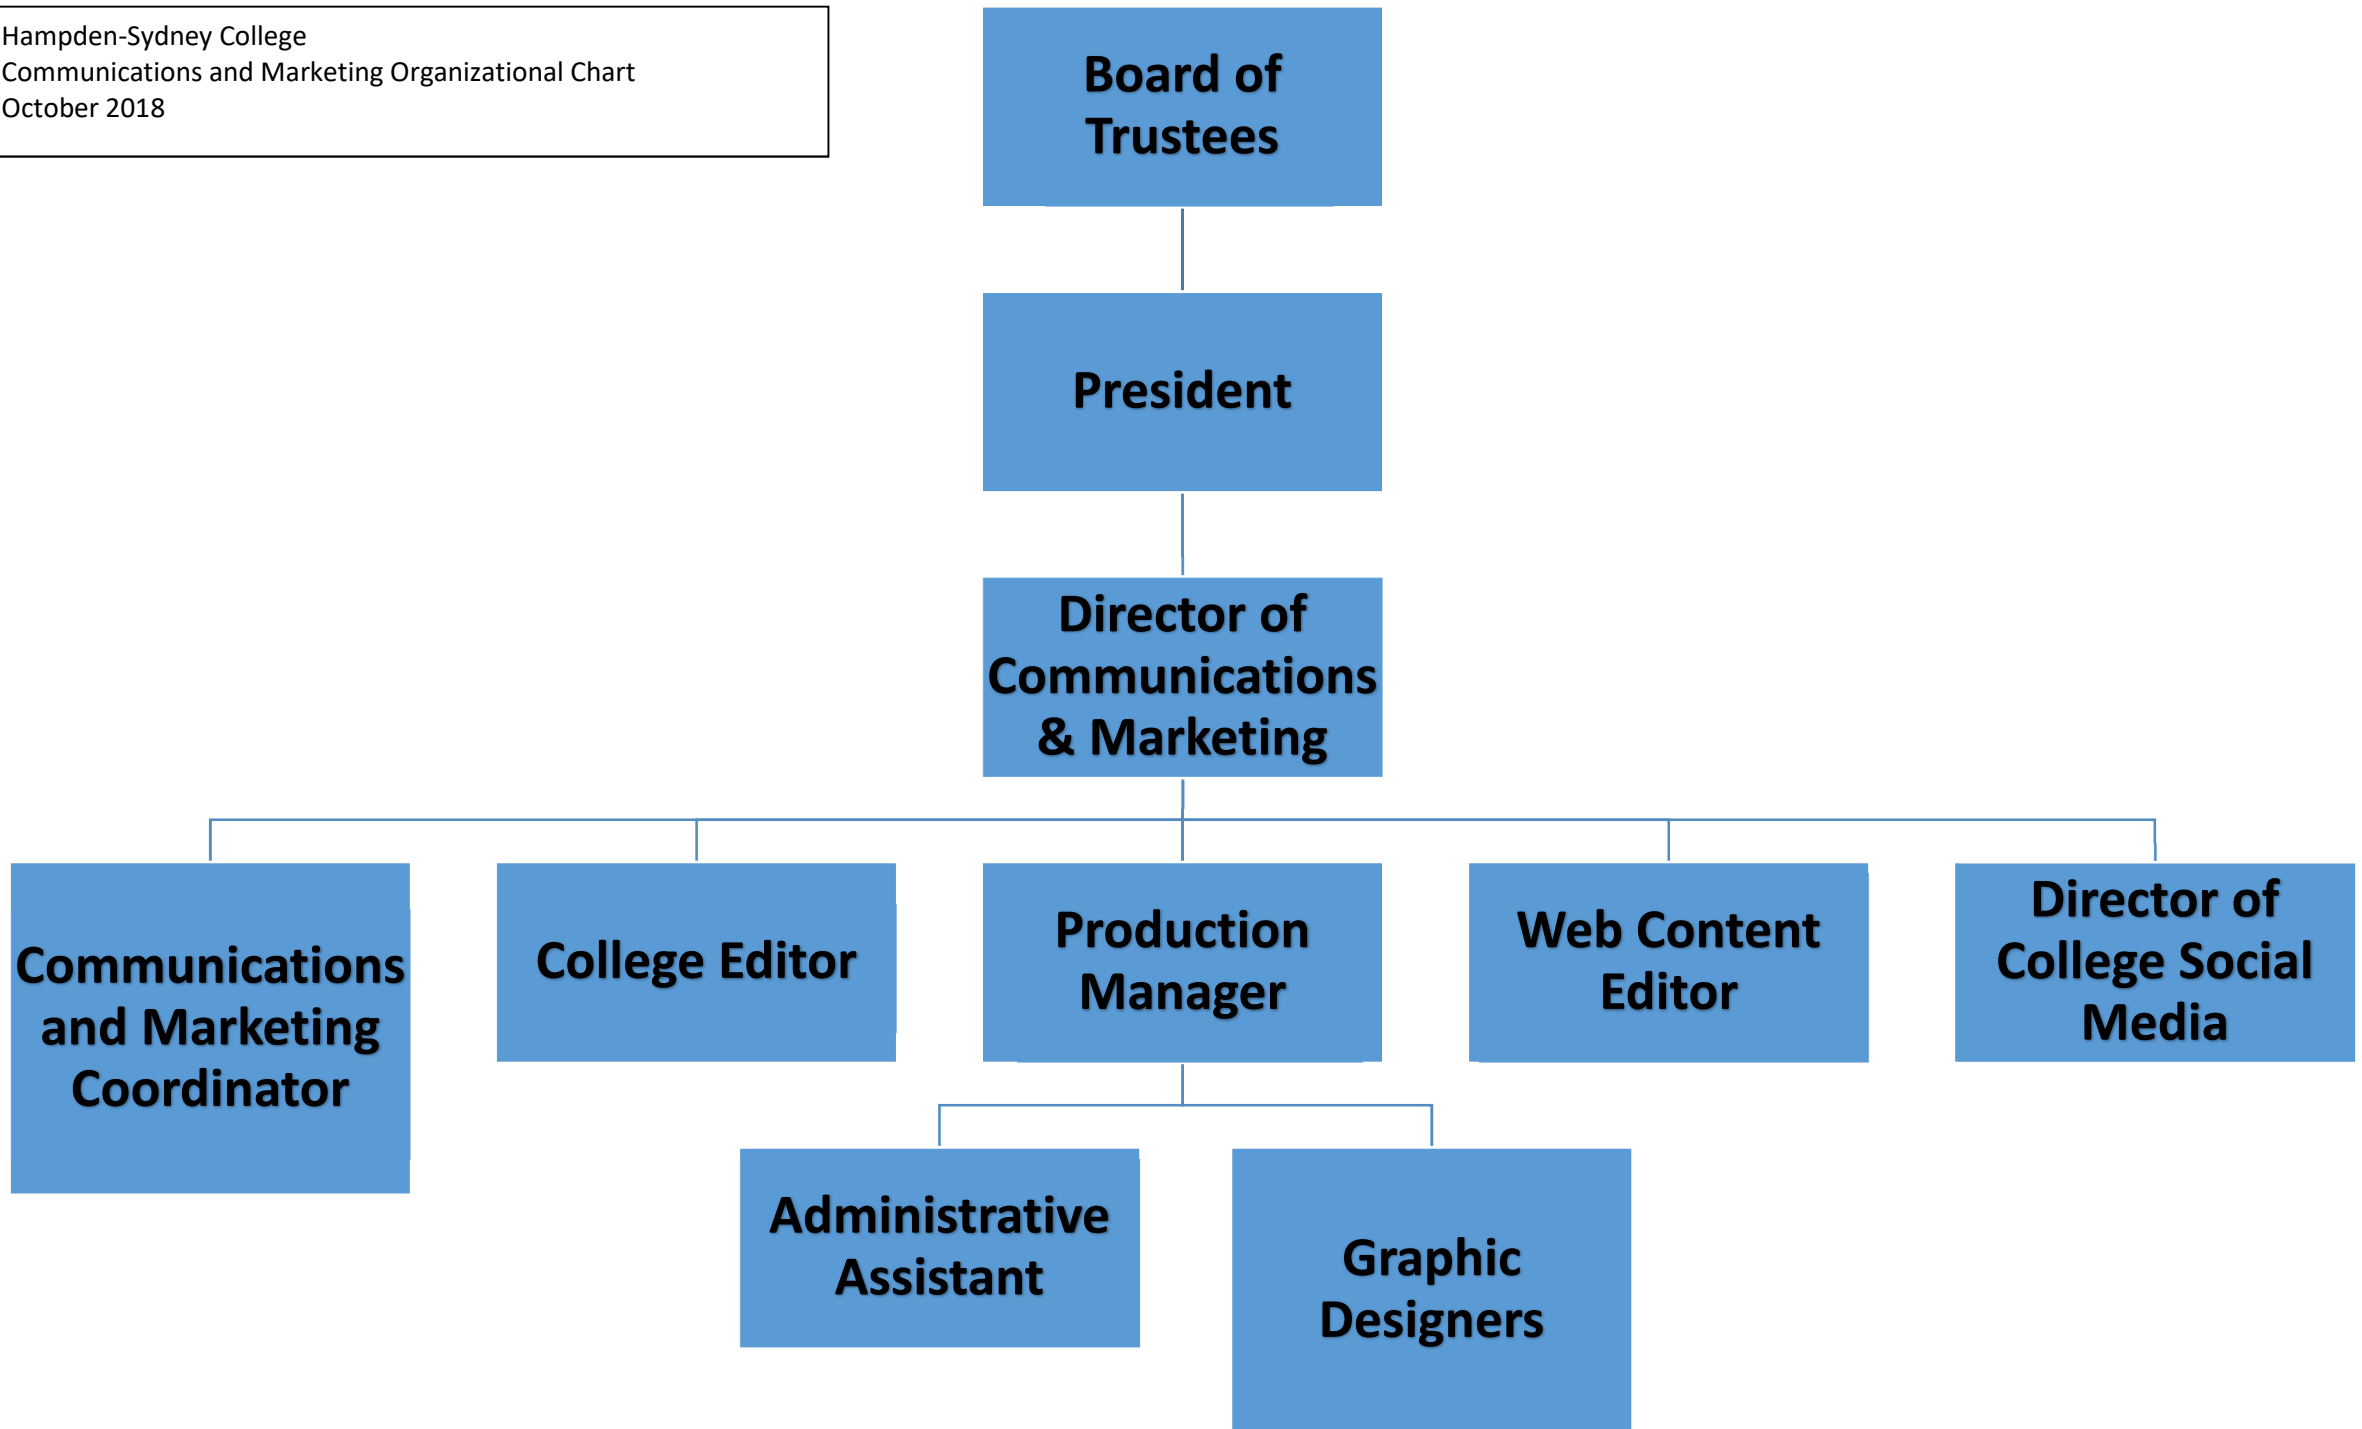 Hampden-Sydney College
Communications and Marketing Organizational Chart
October 2018
Board of
Trustees
President
Director of
Communications
& Marketing
Communications
and Marketing
Coordinator
College Editor
Production
Manager
Web Content
Editor
Director of
College Social
Media
Administrative
Assistant
Graphic
Designers